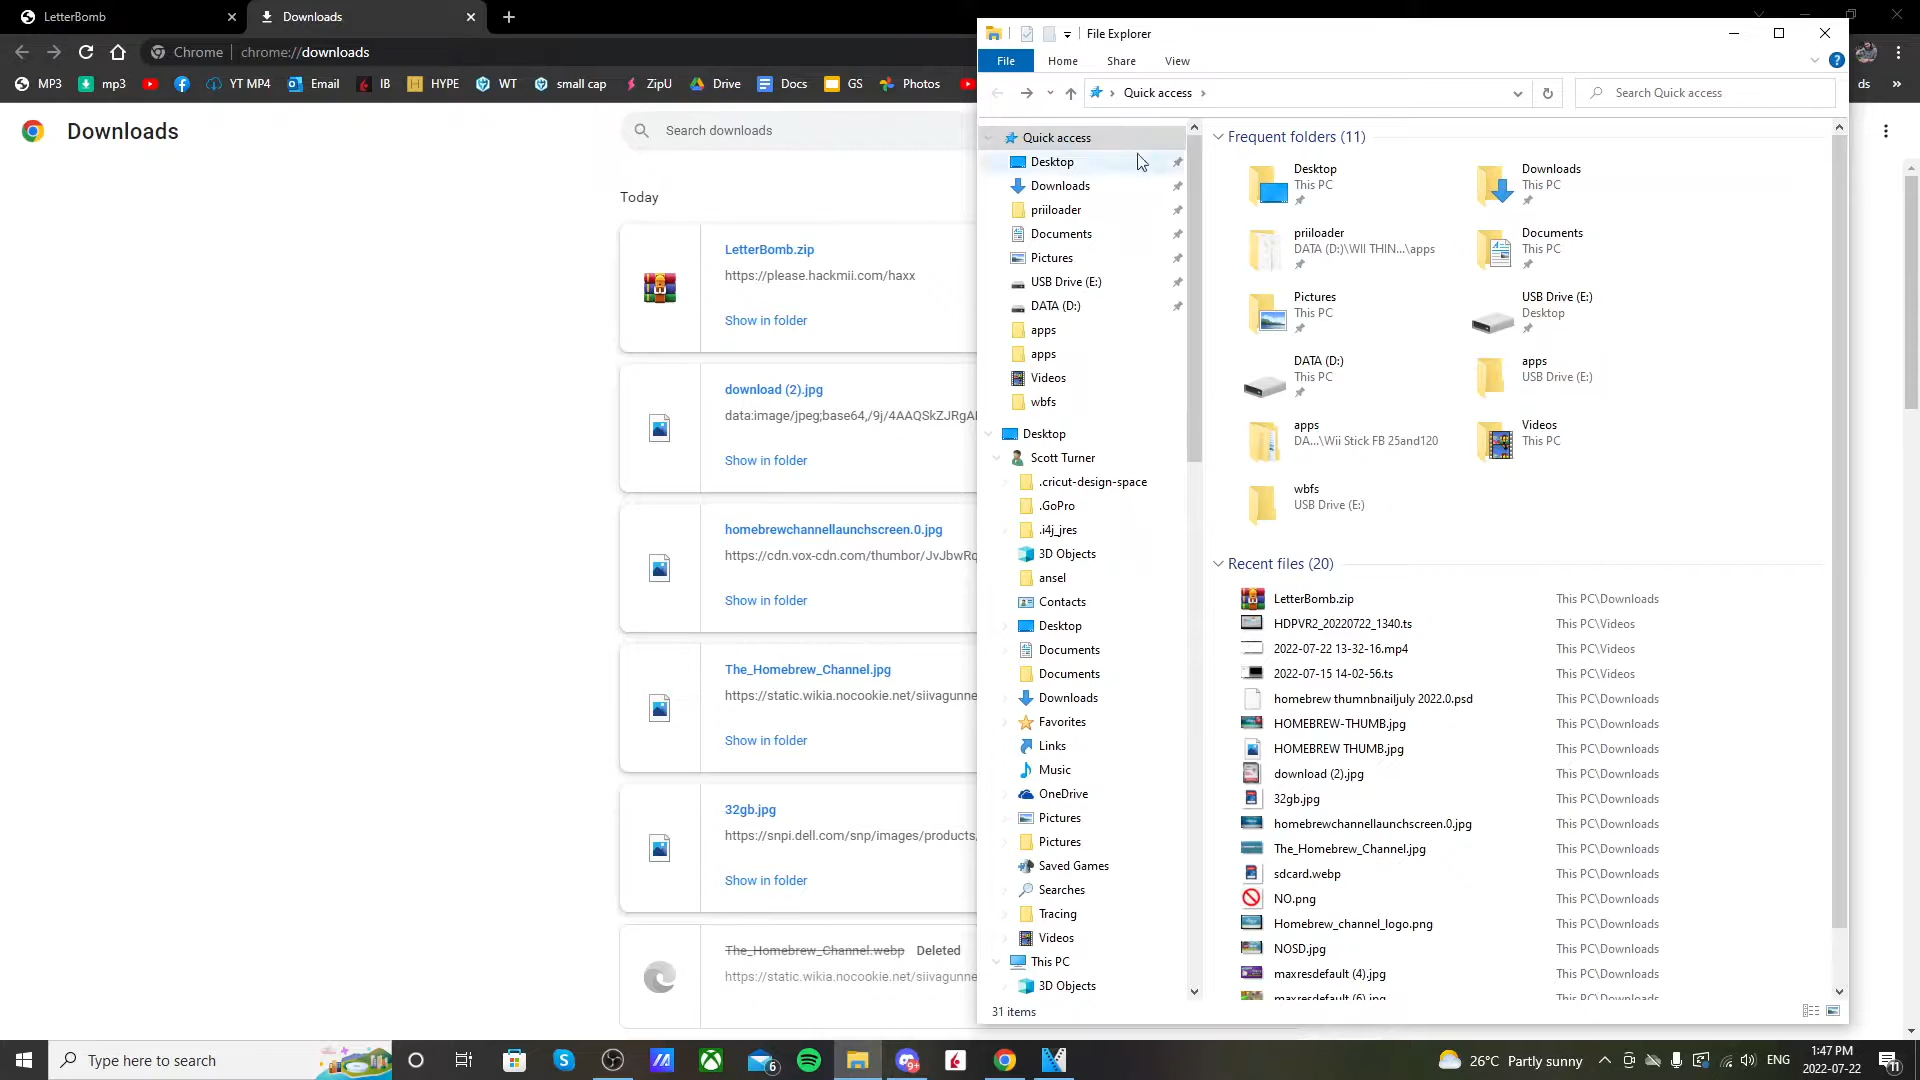 LetterBomb
Downloads
Chrome
chrome://downloads
MP3
mp3
YT MP4
Email
IB
HYPE
WT
small cap
ZipU
Drive
Docs
GS
Photos
ds
Downloads
Search downloads
Today
LetterBomb.zip
https://please.hackmii.com/haxx
Show in folder
download (2).jpg
data:image/jpeg;base64,/9j/4AAQSkZJRgAI
Show in folder
homebrewchannellaunchscreen.0.jpg
https://cdn.vox-cdn.com/thumbor/JvJbwRq
Show in folder
The_Homebrew_Channel.jpg
https://static.wikia.nocookie.net/siivagunne
Show in folder
32gb.jpg
https://snpi.dell.com/snp/images/products,
Show in folder
The_Homebrew_Channel.webp Deleted
https://static.wikia.nocookie.net/siivagunne
File Explorer
File
Home
Share
View
Quick access
Search Quick access
Quick access
Desktop
Downloads
priiloader
Documents
Pictures
USB Drive (E:)
DATA (D:)
apps
apps
Videos
wbfs
Desktop
Scott Turner
.cricut-design-space
.GoPro
.i4j_jres
3D Objects
ansel
Contacts
Desktop
Documents
Documents
Downloads
Favorites
Links
Music
OneDrive
Pictures
Pictures
Saved Games
Searches
Tracing
Videos
This PC
3D Objects
Frequent folders (11)
Desktop
This PC
Downloads
This PC
priiloader
DATA (D:)\WII THIN...\apps
Documents
This PC
Pictures
This PC
USB Drive (E:)
Desktop
DATA (D:)
This PC
apps
USB Drive (E:)
apps
DA...\Wii Stick FB 25and120
Videos
This PC
wbfs
USB Drive (E:)
Recent files (20)
LetterBomb.zip This PC\Downloads
HDPVR2_20220722_1340.ts This PC\Videos
2022-07-22 13-32-16.mp4 This PC\Videos
2022-07-15 14-02-56.ts This PC\Videos
homebrew thumnbnailjuly 2022.0.psd This PC\Downloads
HOMEBREW-THUMB.jpg This PC\Downloads
HOMEBREW THUMB.jpg This PC\Downloads
download (2).jpg This PC\Downloads
32gb.jpg This PC\Downloads
homebrewchannellaunchscreen.0.jpg This PC\Downloads
The_Homebrew_Channel.jpg This PC\Downloads
sdcard.webp This PC\Downloads
NO.png This PC\Downloads
Homebrew_channel_logo.png This PC\Downloads
NOSD.jpg This PC\Downloads
maxresdefault (4).jpg This PC\Downloads
maxresdefault (6).jpg This PC\Downloads
31 items
Type here to search
6
9+
26°C Partly sunny
ENG
1:47 PM
2022-07-22
11